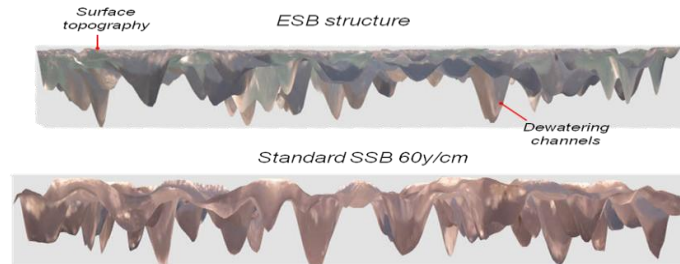 Surface
topography
ESB structure
Dewatering
channels
Standard SSB 60y/cm